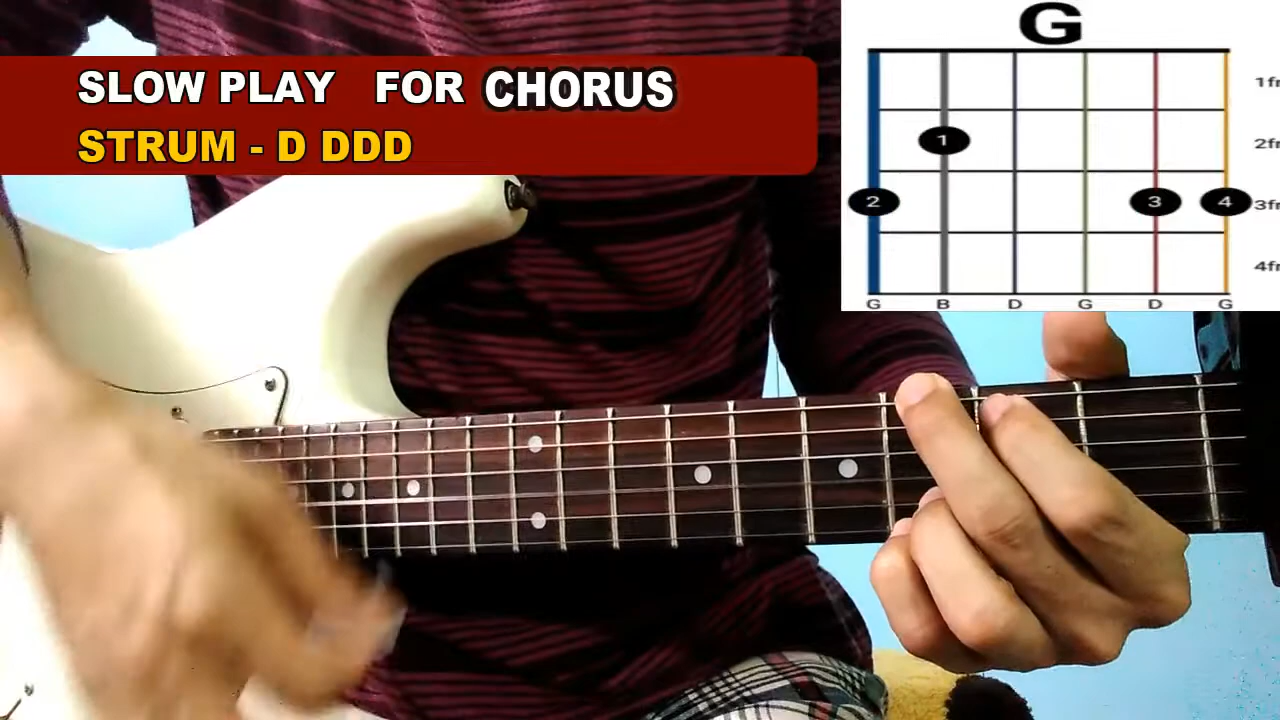 SLOW PLAY FOR CHORUS
STRUM - D DDD
G
1fr
1
2fr
2 3 4 3fr
4fr
G B D G D G